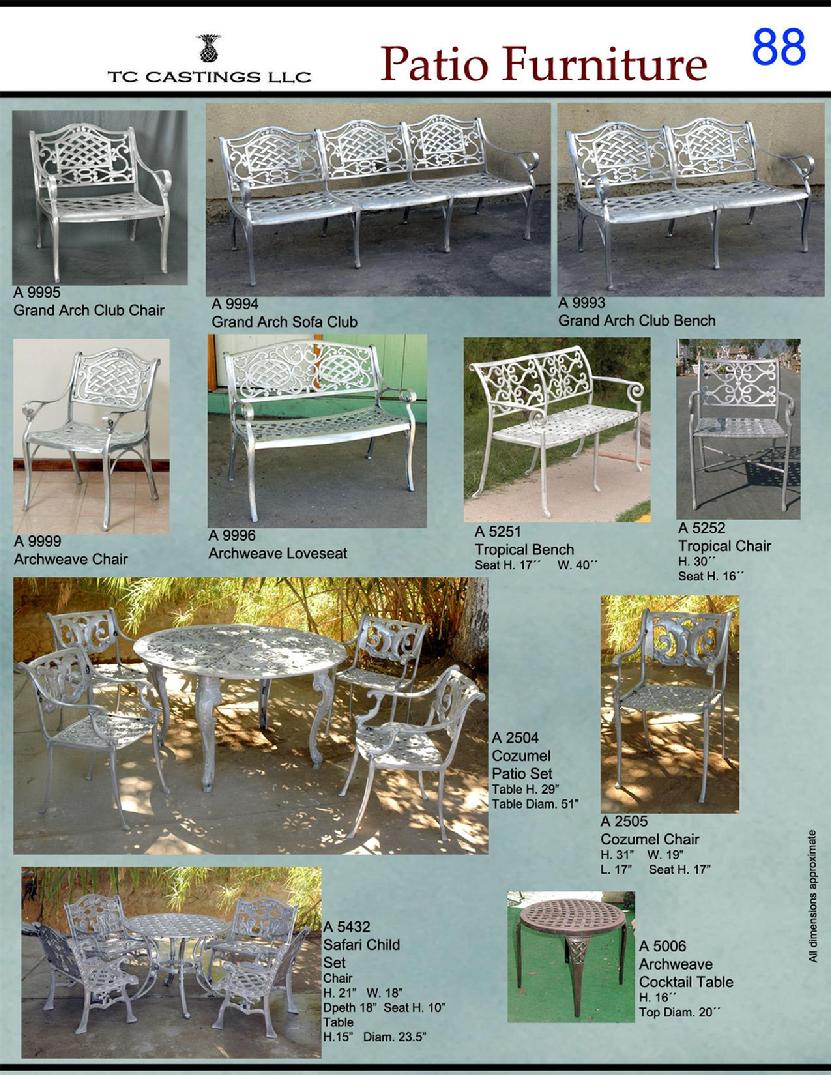 TC CASTINGS LLC
Patio Furniture
88
A 9995
Grand Arch Club Chair
A 9994
Grand Arch Sofa Club
A 9993
Grand Arch Club Bench
A 9999
Archweave Chair
A 9996
Archweave Loveseat
A 5251
Tropical Bench
Seat H. 17´´ W. 40´´
A 5252
Tropical Chair
H. 30´´
Seat H. 16´´
A 2504
Cozumel
Patio Set
Table H. 29"
Table Diam. 51"
A 2505
Cozumel Chair
H. 31" W. 19"
L. 17" Seat H. 17"
A 5432
Safari Child
Set
Chair
H. 21" W. 18"
Dpeth 18" Seat H. 10"
Table
H.15" Diam. 23.5"
A 5006
Archweave
Cocktail Table
H. 16´´
Top Diam. 20´´
All dimensions approximate